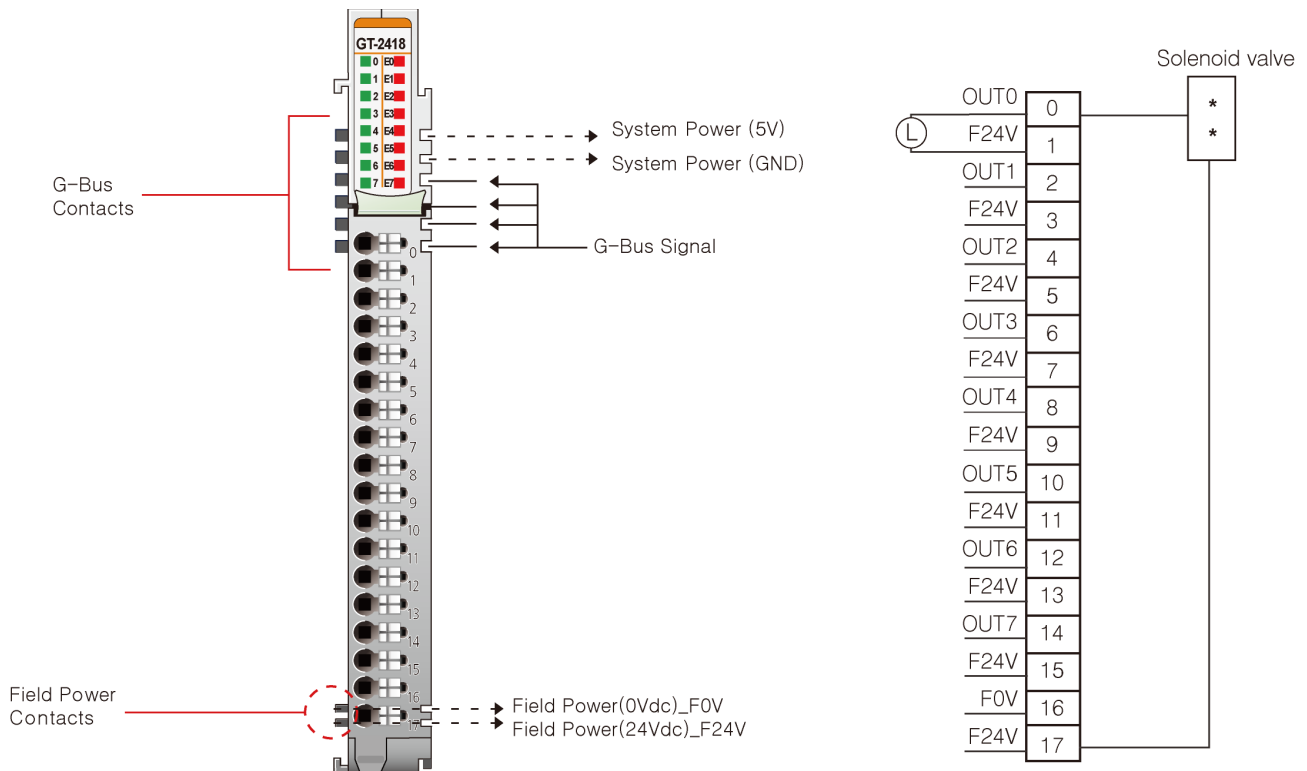 GT-2418
0 E0
1 E1
2 E2
3 E3
4 E4
5 E5
6 E6
7 E7
G-Bus
Contacts
System Power (5V)
System Power (GND)
G-Bus Signal
0
1
2
3
4
5
6
7
8
9
10
11
12
13
14
15
16
17
Field Power
Contacts
Field Power(0Vdc)_F0V
Field Power(24Vdc)_F24V
Solenoid valve
*
*
L
OUT0 0
F24V 1
OUT1 2
F24V 3
OUT2 4
F24V 5
OUT3 6
F24V 7
OUT4 8
F24V 9
OUT5 10
F24V 11
OUT6 12
F24V 13
OUT7 14
F24V 15
F0V 16
F24V 17